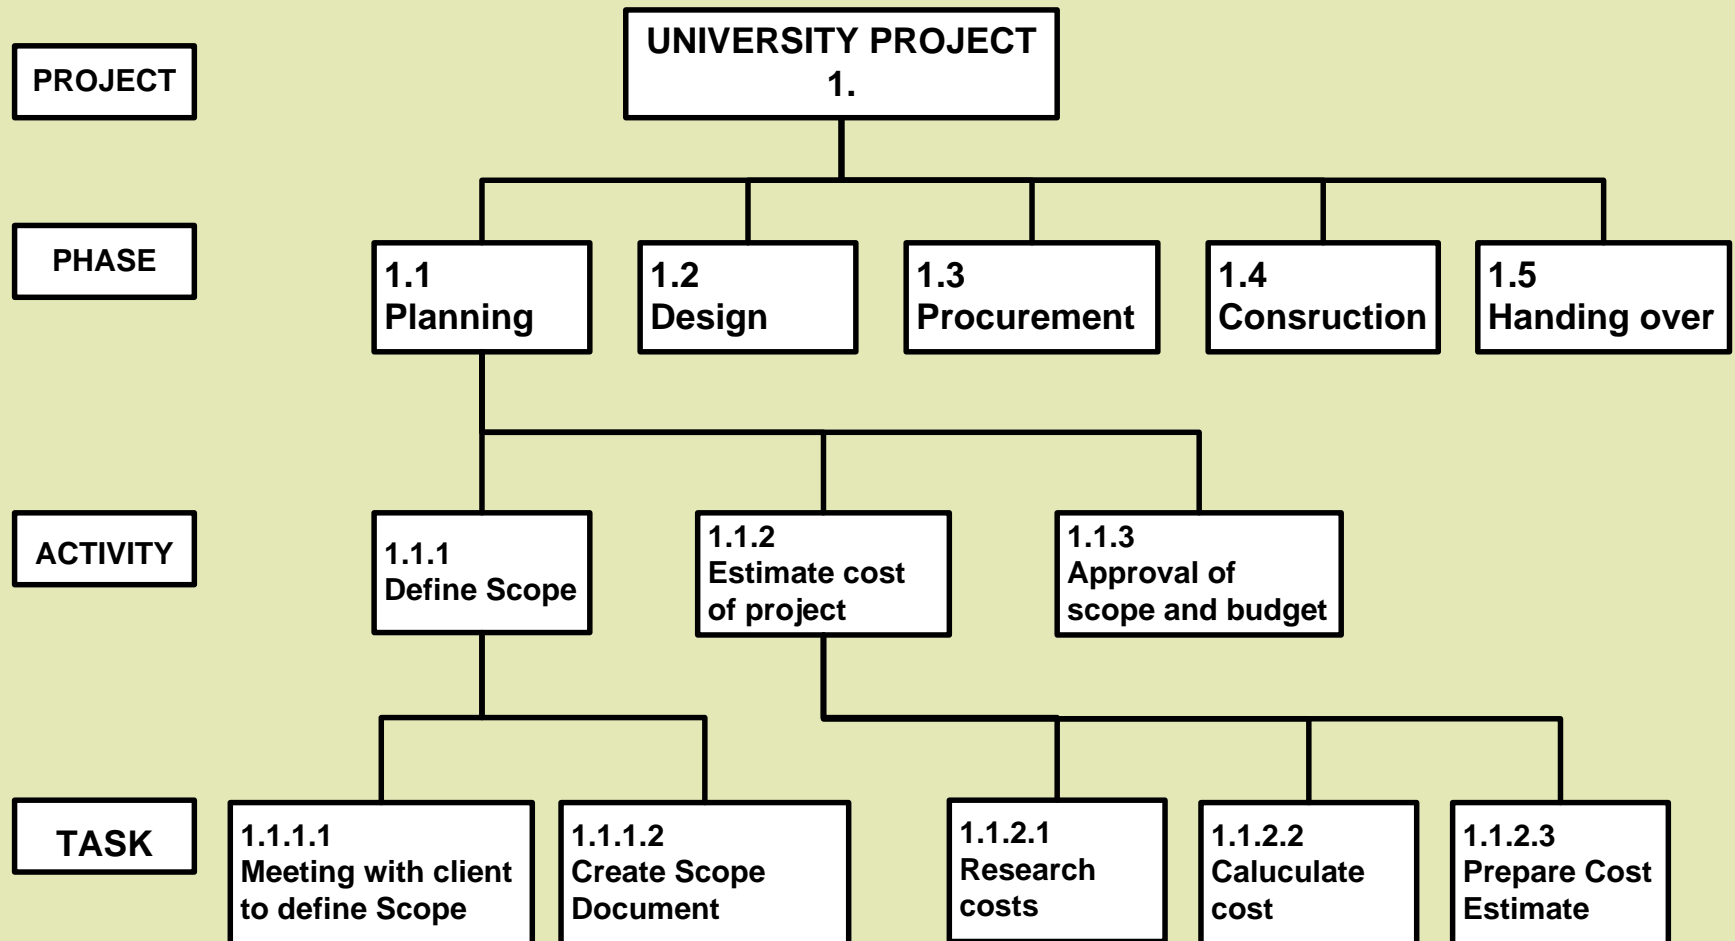 UNIVERSITY PROJECT
1.
PROJECT
PHASE
1.1
Planning
1.2
Design
1.3
Procurement
1.4
Consruction
1.5
Handing over
ACTIVITY
1.1.1
Define Scope
1.1.2
Estimate cost
of project
1.1.3
Approval of
scope and budget
TASK
1.1.1.1
Meeting with client
to define Scope
1.1.1.2
Create Scope
Document
1.1.2.1
Research
costs
1.1.2.2
Caluculate
cost
1.1.2.3
Prepare Cost
Estimate